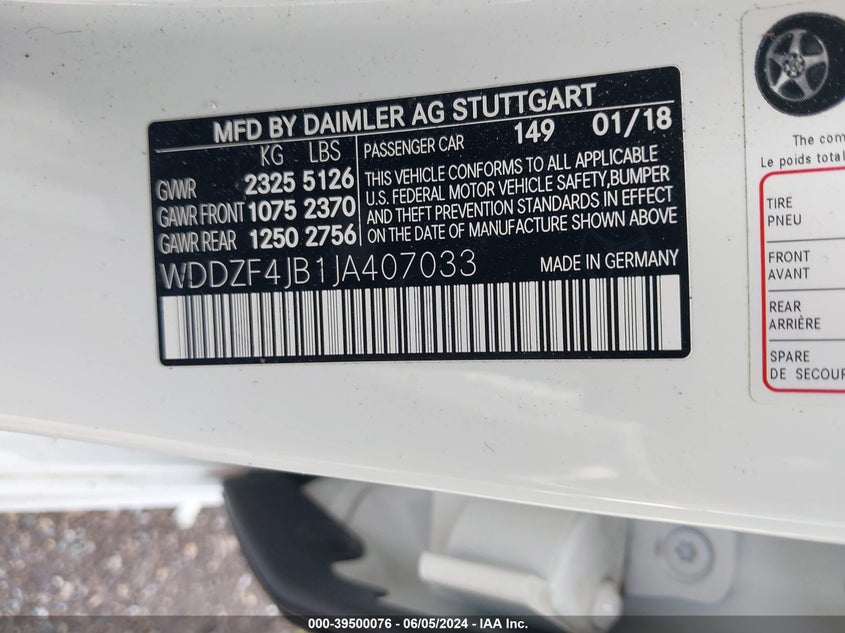 MFD BY DAIMLER AG STUTTGART
KG LBS
GVWR 2325 5126
GAWR FRONT 1075 2370
GAWR REAR 1250 2756
PASSENGER CAR 149 01/18
THIS VEHICLE CONFORMS TO ALL APPLICABLE
U.S. FEDERAL MOTOR VEHICLE SAFETY,BUMPER
AND THEFT PREVENTION STANDARDS IN EFFECT
ON THE DATE OF MANUFACTURE SHOWN ABOVE
WDDZF4JB1JA407033 MADE IN GERMANY
The com
Le poids total
TIRE
PNEU
FRONT
AVANT
REAR
ARRIÈRE
SPARE
DE SECOUR
000-39500076 - 06/05/2024 - IAA Inc.